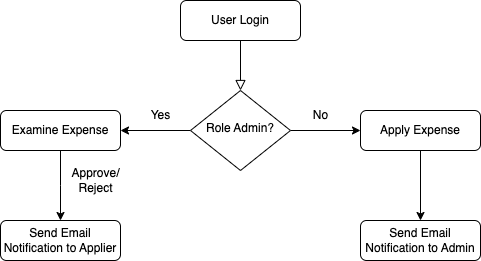 User Login
Yes
Role Admin?
No
Examine Expense
Apply Expense
Approve/
Reject
Send Email
Notification to Applier
Send Email
Notification to Admin